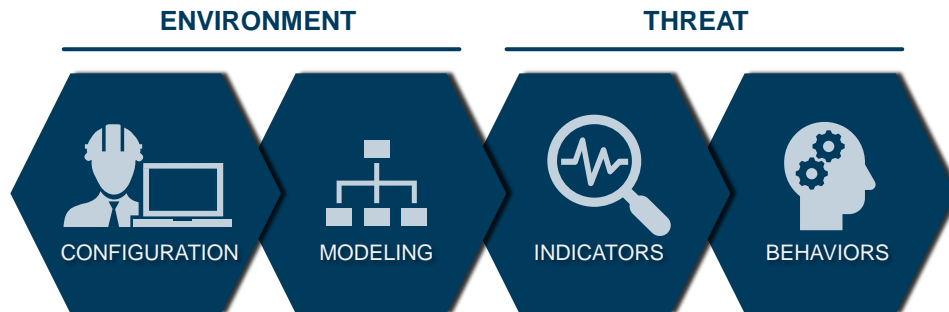 ENVIRONMENT
THREAT
CONFIGURATION
MODELING
INDICATORS
BEHAVIORS